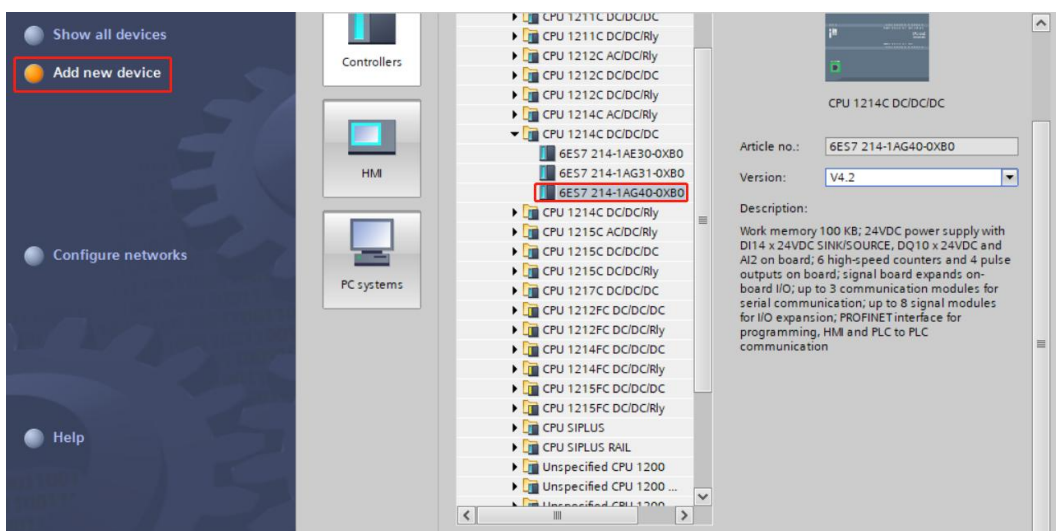 Show all devices
Add new device
Configure networks
Help
Controllers
HMI
PC systems
CPU 1211C DC/DC/DC
CPU 1211C DC/DC/Rly
CPU 1212C AC/DC/Rly
CPU 1212C DC/DC/DC
CPU 1212C DC/DC/Rly
CPU 1214C AC/DC/Rly
CPU 1214C DC/DC/DC
6ES7 214-1AE30-0XB0
6ES7 214-1AG31-0XB0
6ES7 214-1AG40-0XB0
CPU 1214C DC/DC/Rly
CPU 1215C AC/DC/Rly
CPU 1215C DC/DC/DC
CPU 1215C DC/DC/Rly
CPU 1217C DC/DC/DC
CPU 1212FC DC/DC/DC
CPU 1212FC DC/DC/Rly
CPU 1214FC DC/DC/DC
CPU 1214FC DC/DC/Rly
CPU 1215FC DC/DC/DC
CPU 1215FC DC/DC/Rly
CPU SIPLUS
CPU SIPLUS RAIL
Unspecified CPU 1200
Unspecified CPU 1200 ...
Unspecified CPU 1200
CPU 1214C DC/DC/DC
Article no.: 6ES7 214-1AG40-0XB0
Version: V4.2
Description:
Work memory 100 KB; 24VDC power supply with
DI14 x 24VDC SINK/SOURCE, DQ10 x 24VDC and
AI2 on board; 6 high-speed counters and 4 pulse
outputs on board; signal board expands on-
board I/O; up to 3 communication modules for
serial communication; up to 8 signal modules
for I/O expansion; PROFINET interface for
programming, HMI and PLC to PLC
communication